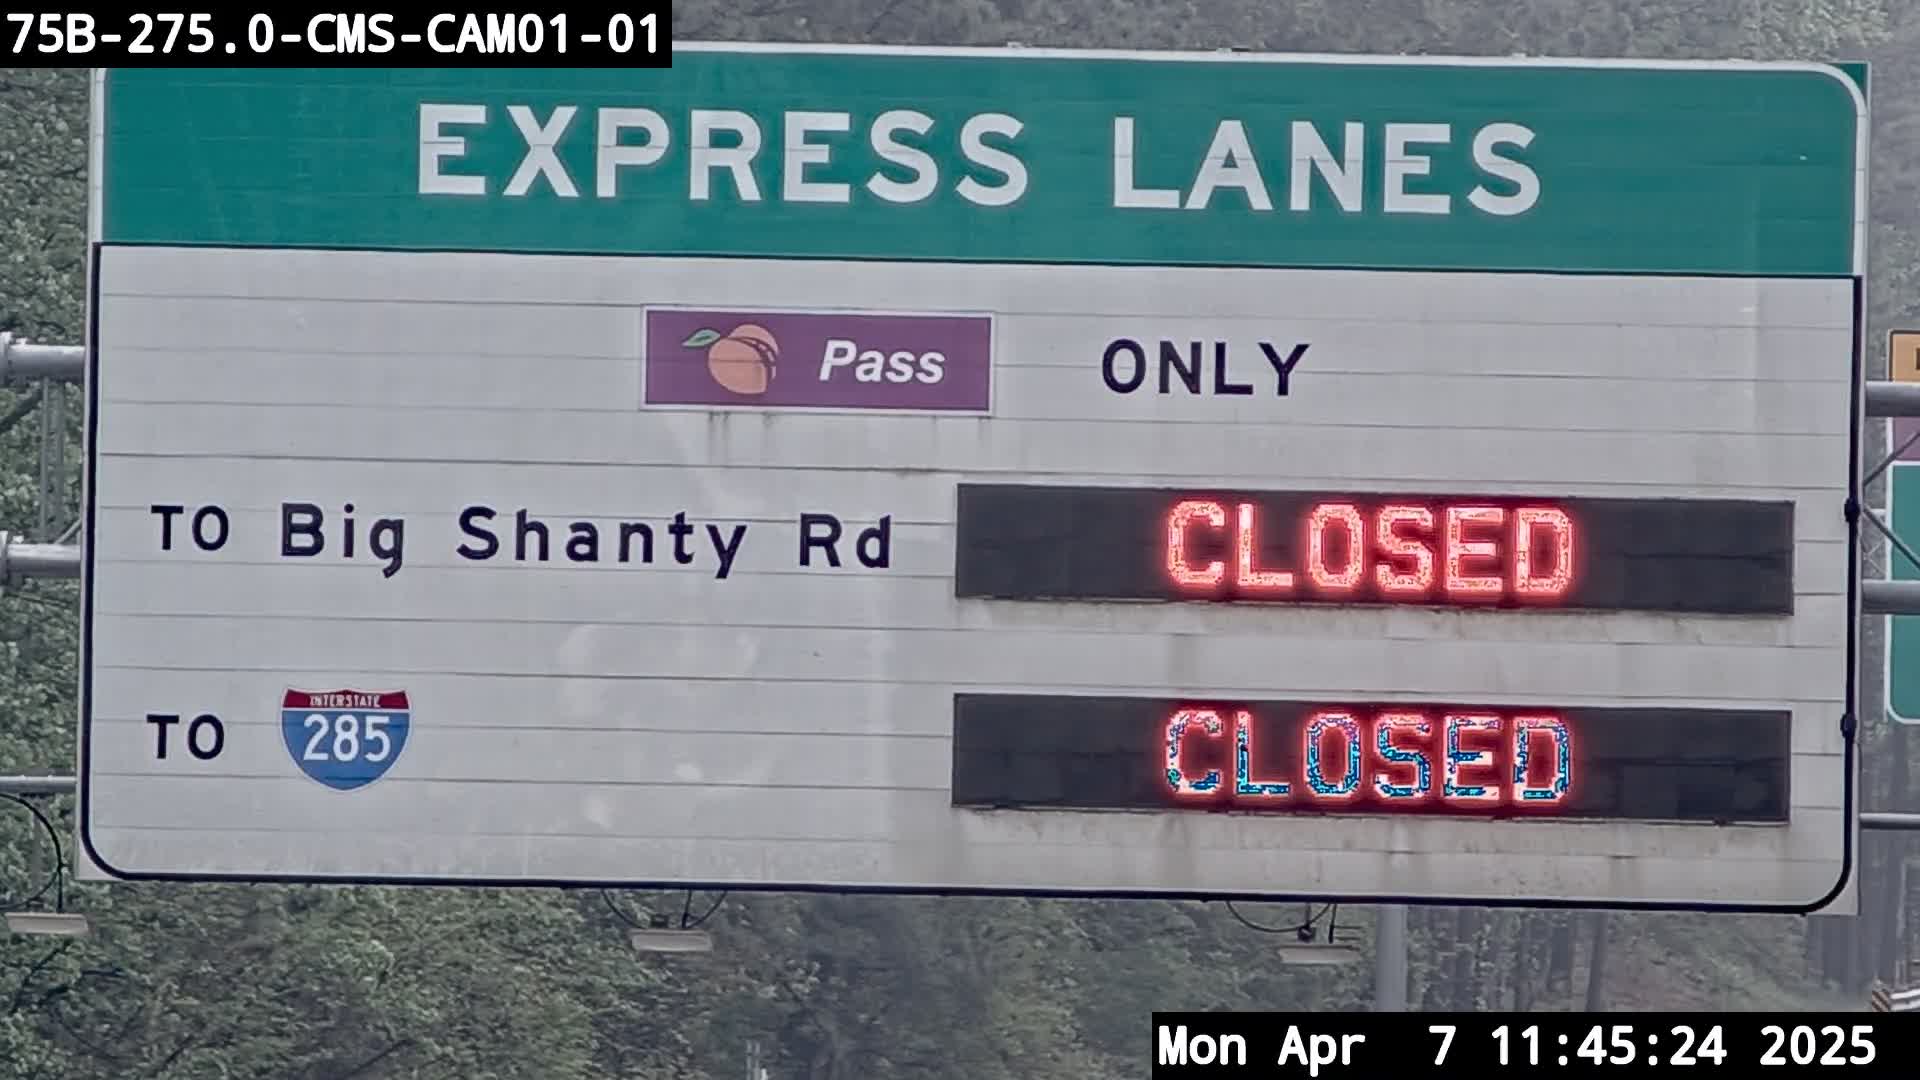 75B-275.0-CMS-CAM01-01
EXPRESS LANES
Pass ONLY
TO Big Shanty Rd CLOSED
INTERSTATE
TO 285 CLOSED
Mon Apr 7 11:45:24 2025